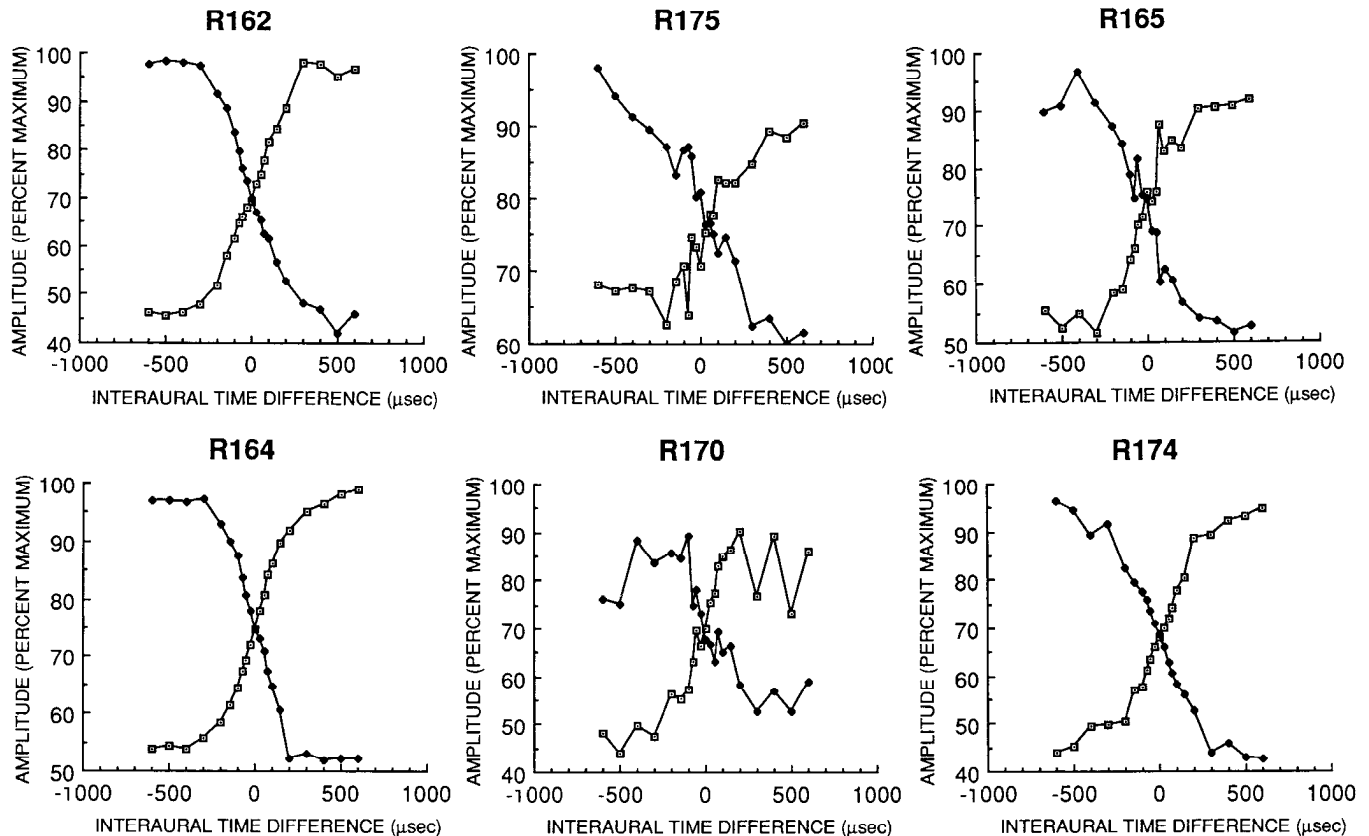 R162
R175
R165
AMPLITUDE (PERCENT MAXIMUM)
100
90
80
70
60
50
40
-1000 -500 0 500 1000
INTERAURAL TIME DIFFERENCE (µsec)
AMPLITUDE (PERCENT MAXIMUM)
100
90
80
70
60
-1000 -500 0 500 100(
INTERAURAL TIME DIFFERENCE (µsec)
AMPLITUDE (PERCENT MAXIMUM)
100
90
80
70
60
50
-1000 -500 0 500 1000
INTERAURAL TIME DIFFERENCE (µsec)
R164
R170
R174
AMPLITUDE (PERCENT MAXIMUM)
100
90
80
70
60
50
-1000 -500 0 500 1000
INTERAURAL TIME DIFFERENCE (µsec)
AMPLITUDE (PERCENT MAXIMUM)
100
90
80
70
60
50
40
-1000 -500 0 500 1000
INTERAURAL TIME DIFFERENCE (µsec)
AMPLITUDE (PERCENT MAXIMUM)
100
90
80
70
60
50
40
-1000 -500 0 500 1000
INTERAURAL TIME DIFFERENCE (µsec)